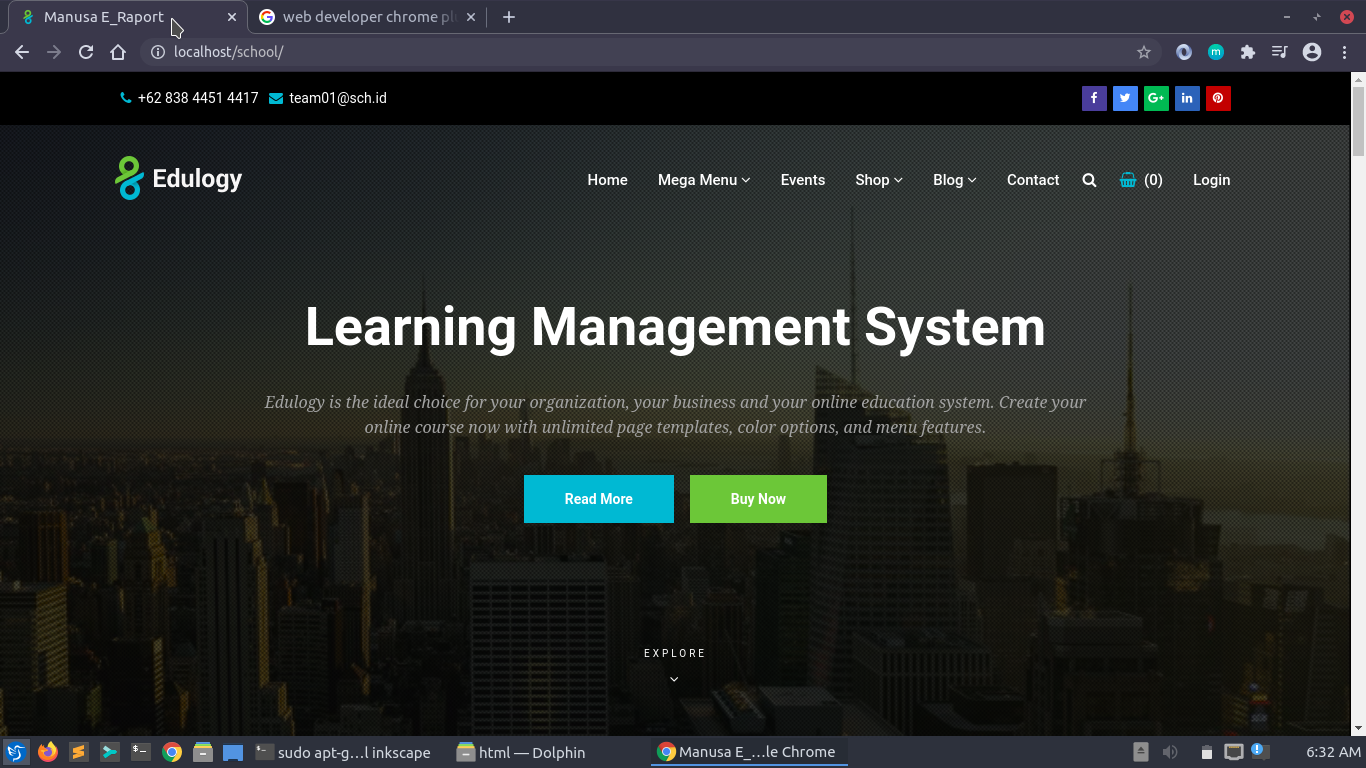 Manusa E_Raport
web developer chrome pl
localhost/school/
+62 838 4451 4417 team01@sch.id
Edulogy
Home Mega Menu Events Shop Blog Contact (0) Login
Learning Management System
Edulogy is the ideal choice for your organization, your business and your online education system. Create your
online course now with unlimited page templates, color options, and menu features.
Read More Buy Now
EXPLORE
sudo apt-g...l inkscape html — Dolphin Manusa E_...le Chrome 6:32 AM